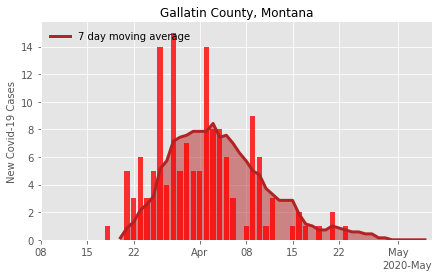 Gallatin County, Montana
7 day moving average
New Covid-19 Cases
14
12
10
8
6
4
2
0
08 15 22 Apr 08 15 22 May
2020-May